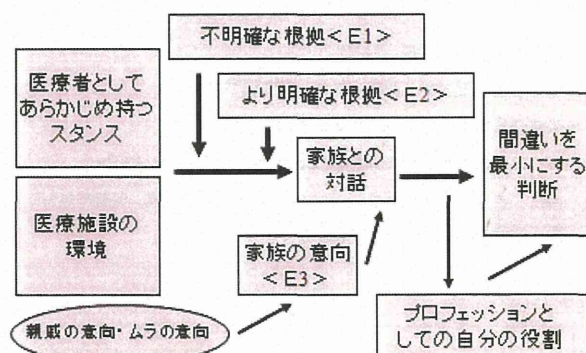 不明確な根拠<E1>
医療者として
あらかじめ持つ
スタンス
より明確な根拠<E2>
間違いを
最小にする
判断
家族との
対話
医療施設の
環境
家族の意向
<E3>
親戚の意向・ムラの意向
プロフェッションと
しての自分の役割